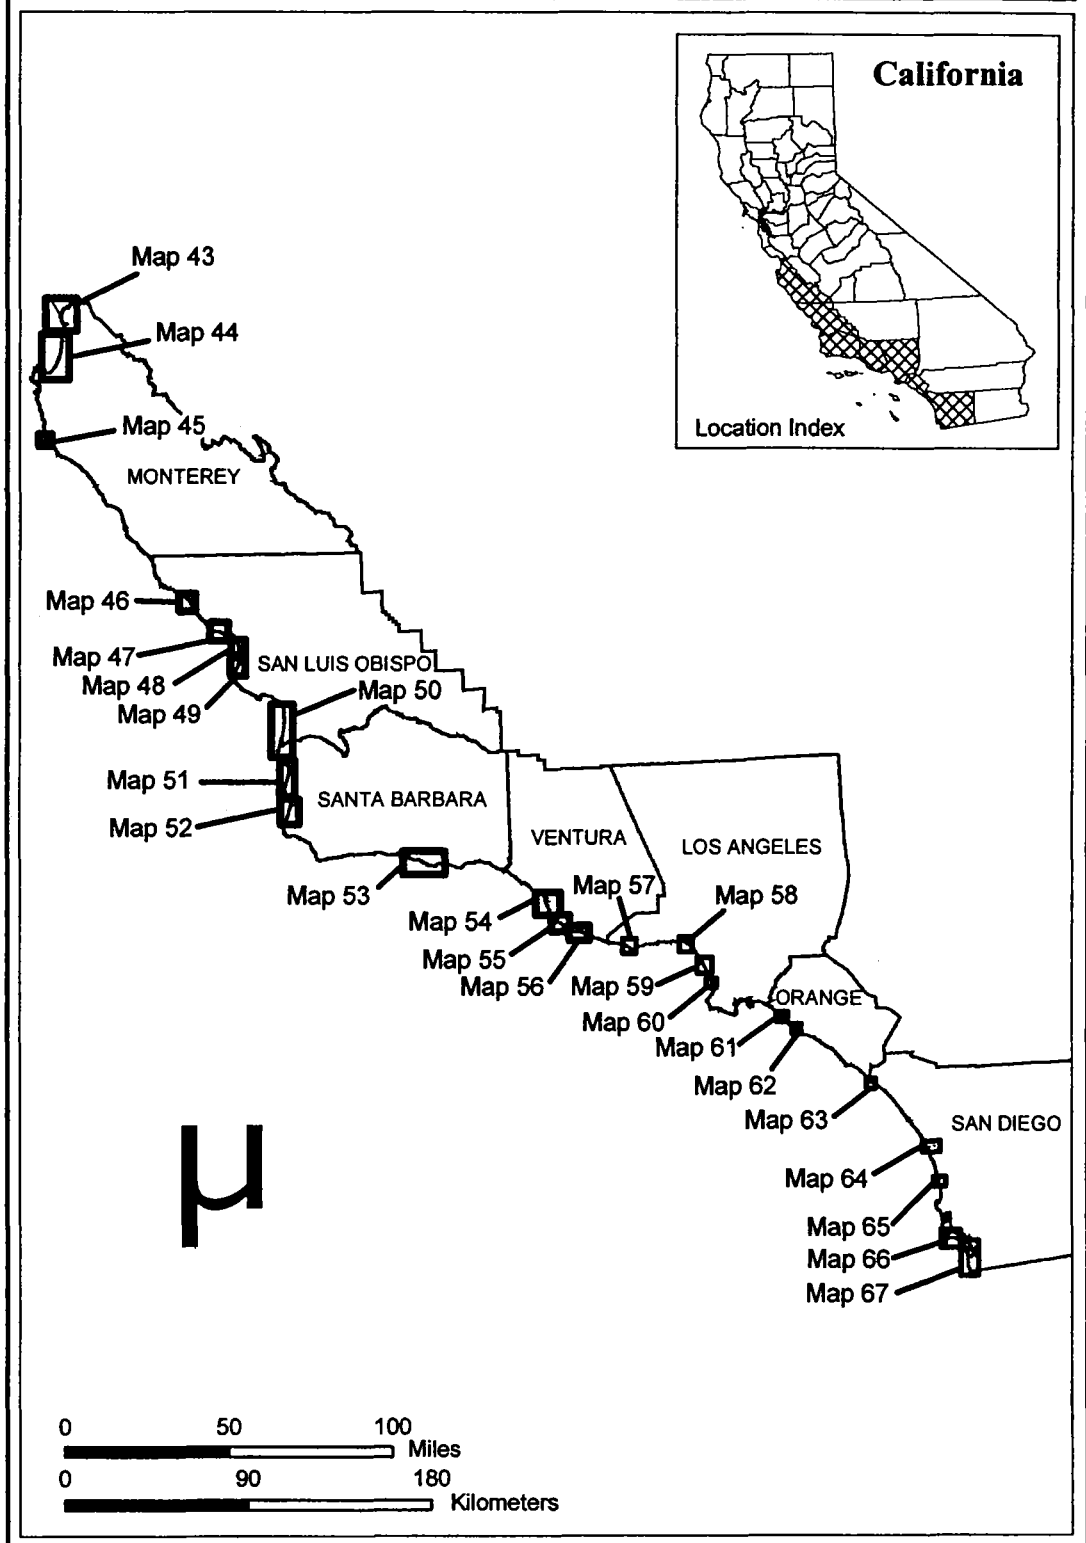 California
Location Index
Map 43
Map 44
Map 45
MONTEREY
Map 46
Map 47
SAN LUIS OBISPO
Map 48
Map 50
Map 49
Map 51
SANTA BARBARA
Map 52
VENTURA
LOS ANGELES
Map 53
Map 57
Map 58
Map 54
Map 55
Map 56
Map 59
ORANGE
Map 60
Map 61
Map 62
Map 63
SAN DIEGO
Map 64
Map 65
Map 66
Map 67
µ
0 50 100
Miles
0 90 180
Kilometers